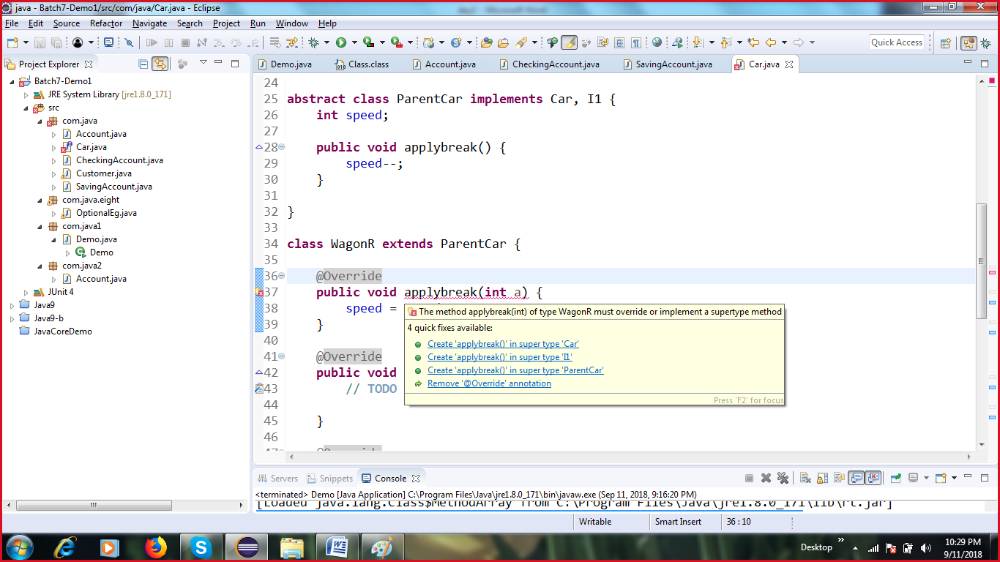 java - Batch7-Demo1/src/com/java/Car.java - Eclipse
File Edit Source Refactor Navigate Search Project Run Window Help
Quick Access
Project Explorer
Demo.java Class.class Account.java CheckingAccount.java SavingAccount.java Car.java
Batch7-Demo1
JRE System Library [jre1.8.0_171]
src
com.java
Account.java
Car.java
CheckingAccount.java
Customer.java
SavingAccount.java
com.java.eight
OptionalEg.java
com.java1
Demo.java
Demo
com.java2
Account.java
JUnit 4
Java9
Java9-b
JavaCoreDemo
24
25 abstract class ParentCar implements Car, I1 {
26 int speed;
27
28 public void applybreak() {
29 speed--;
30 }
31
32 }
33
34 class WagonR extends ParentCar {
35
36 @Override
37 public void applybreak(int a) {
38 speed =
39 }
40
41 @Override
42 public void
43 // TODO
44
45 }
46
The method applybreak(int) of type WagonR must override or implement a supertype method
4 quick fixes available:
Create 'applybreak()' in super type 'Car'
Create 'applybreak()' in super type 'I1'
Create 'applybreak()' in super type 'ParentCar'
Remove '@Override' annotation
Press 'F2' for focus
Servers Snippets Console
<terminated> Demo [Java Application] C:\Program Files\Java\jre1.8.0_171\bin\javaw.exe (Sep 11, 2018, 9:16:20 PM)
[Loaded java.lang.Class$MethodArray from C:\Program Files\Java\jre1.8.0_171\lib\rt.jar]
Writable Smart Insert 36 : 10
Desktop
10:29 PM
9/11/2018